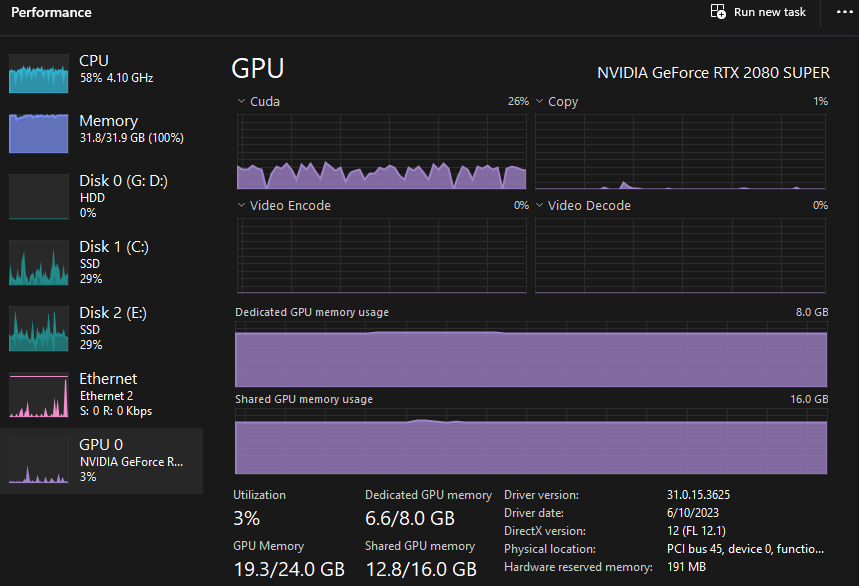 Performance
Run new task
CPU
58% 4.10 GHz
Memory
31.8/31.9 GB (100%)
Disk 0 (G: D:)
HDD
0%
Disk 1 (C:)
SSD
29%
Disk 2 (E:)
SSD
29%
Ethernet
Ethernet 2
S: 0 R: 0 Kbps
GPU 0
NVIDIA GeForce R...
3%
GPU
NVIDIA GeForce RTX 2080 SUPER
Cuda 26%
Copy 1%
Video Encode 0%
Video Decode 0%
Dedicated GPU memory usage 8.0 GB
Shared GPU memory usage 16.0 GB
Utilization
3%
Dedicated GPU memory
6.6/8.0 GB
GPU Memory
19.3/24.0 GB
Shared GPU memory
12.8/16.0 GB
Driver version: 31.0.15.3625
Driver date: 6/10/2023
DirectX version: 12 (FL 12.1)
Physical location: PCI bus 45, device 0, functio...
Hardware reserved memory: 191 MB